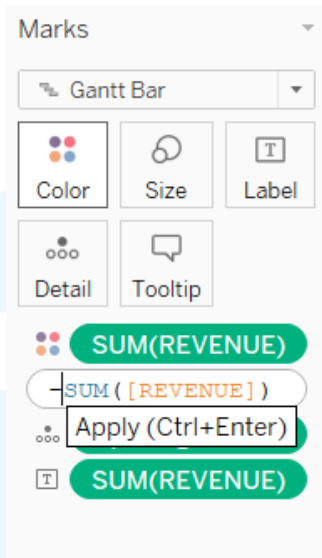 Marks
Gantt Bar
Color
Size
Label
T
Detail
Tooltip
SUM(REVENUE)
-SUM([REVENUE])
Apply (Ctrl+Enter)
T
SUM(REVENUE)